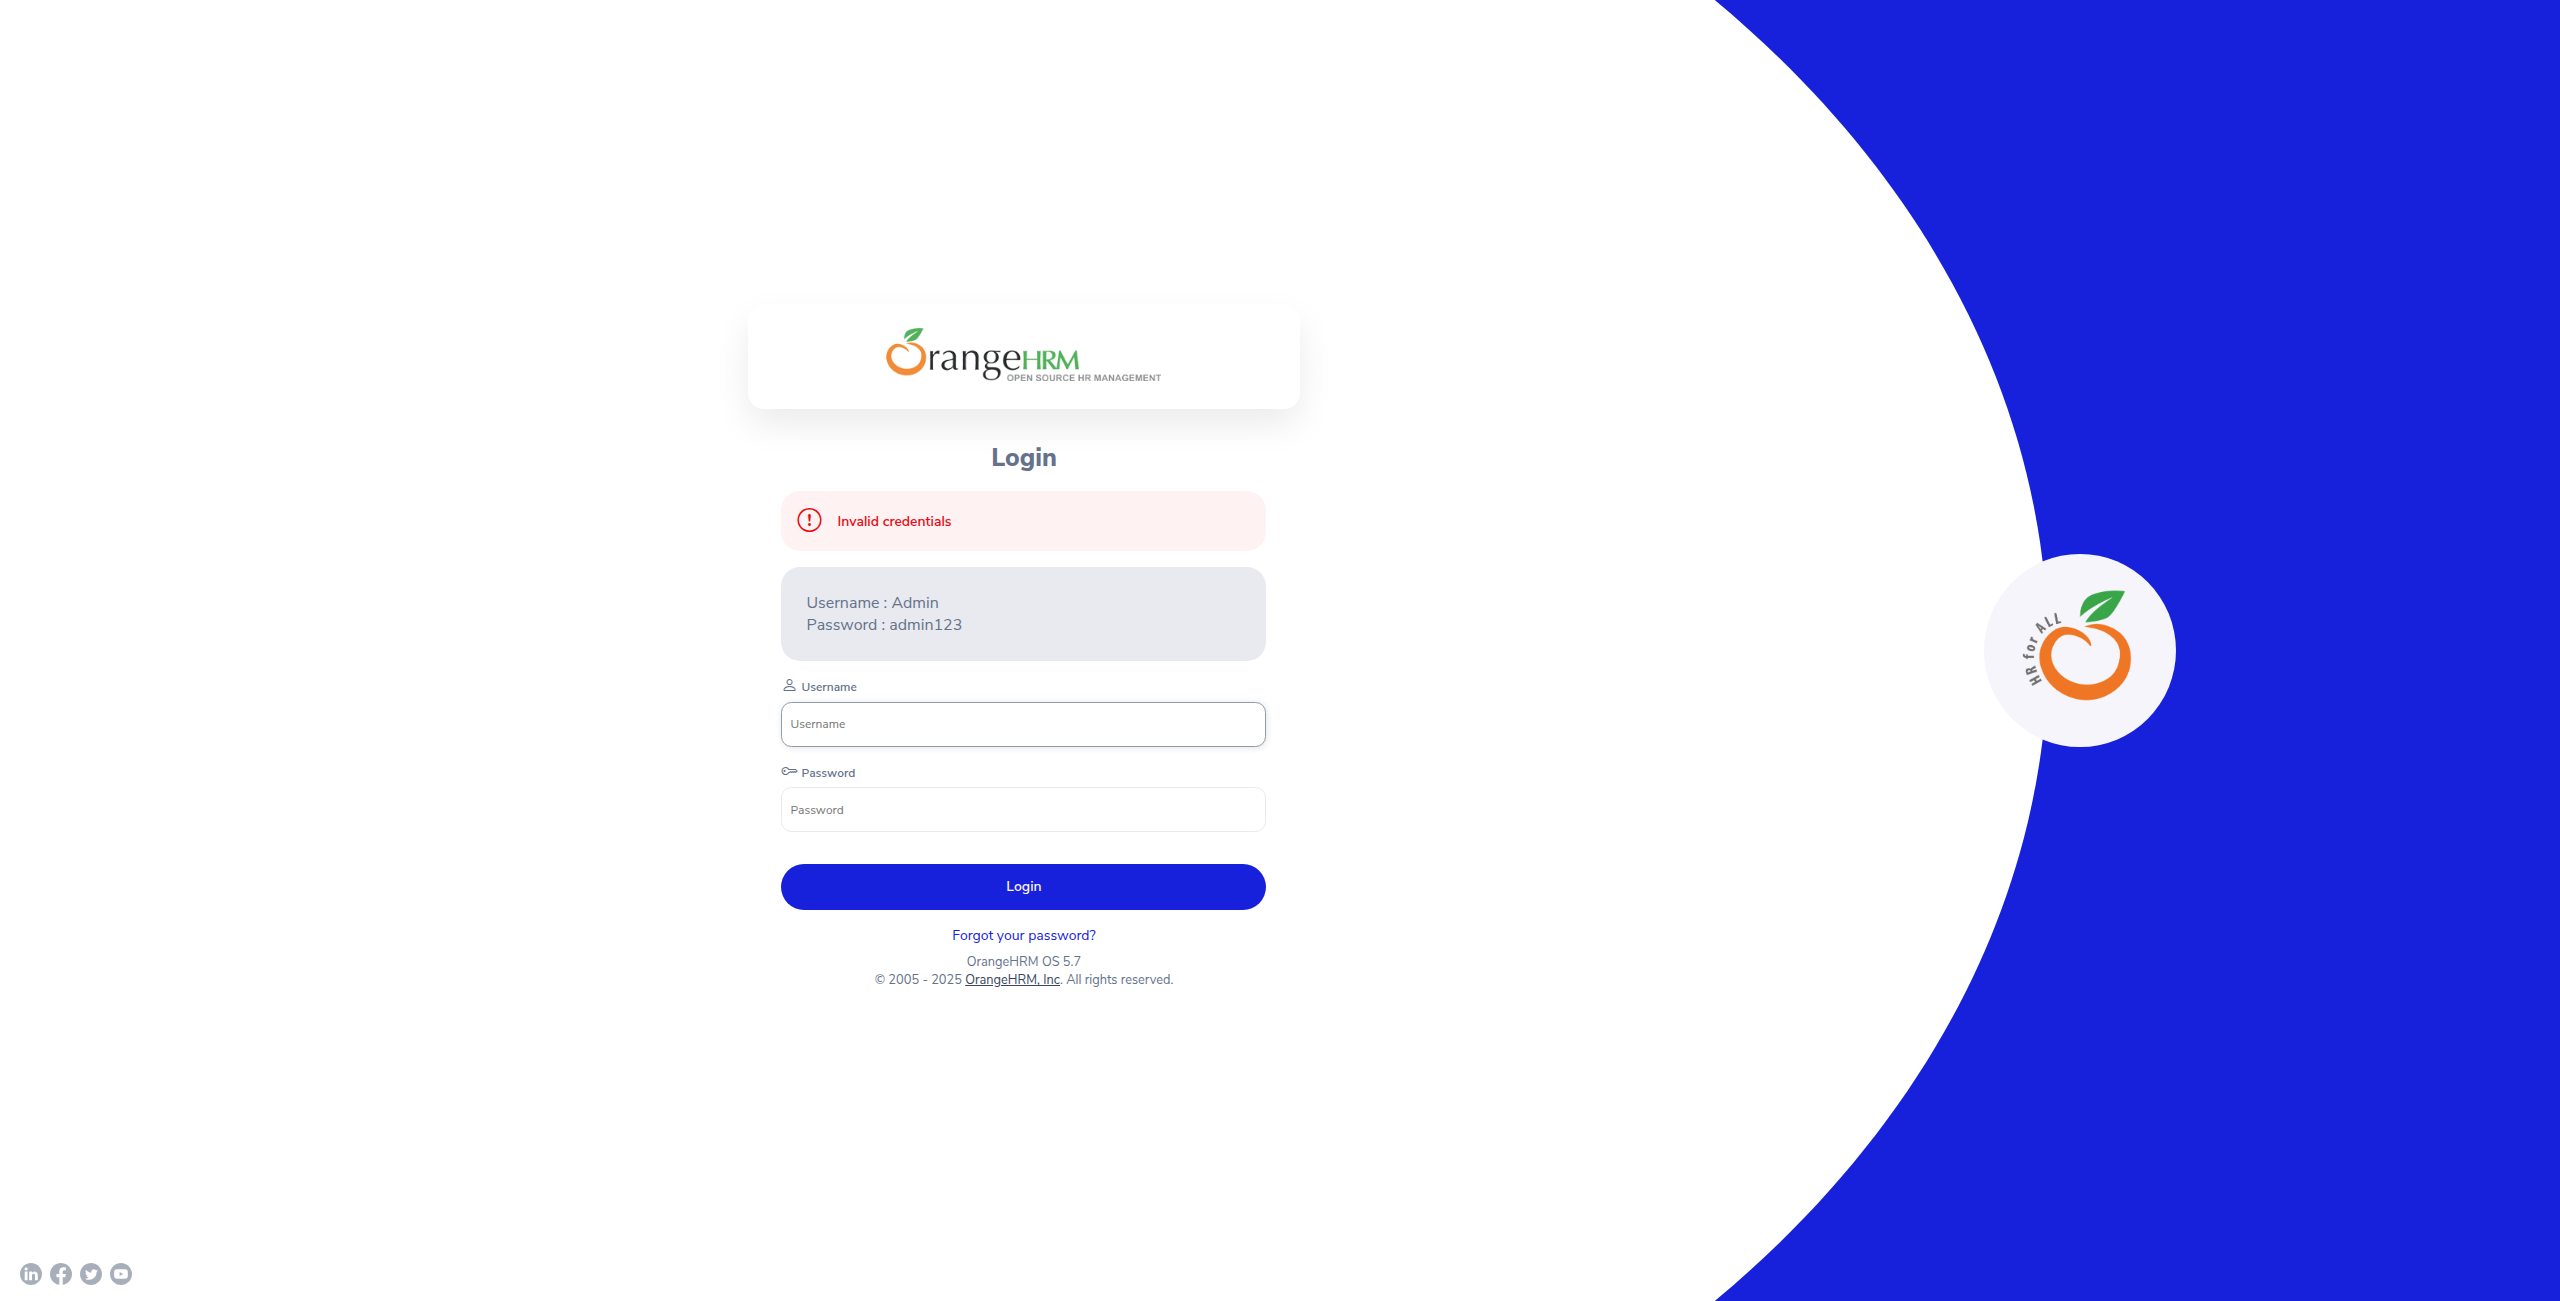 OrangeHRM
OPEN SOURCE HR MANAGEMENT
Login
Invalid credentials
Username : Admin
Password : admin123
Username
Username
Password
Password
Login
Forgot your password?
OrangeHRM OS 5.7
© 2005 - 2025 OrangeHRM, Inc. All rights reserved.
HR for ALL